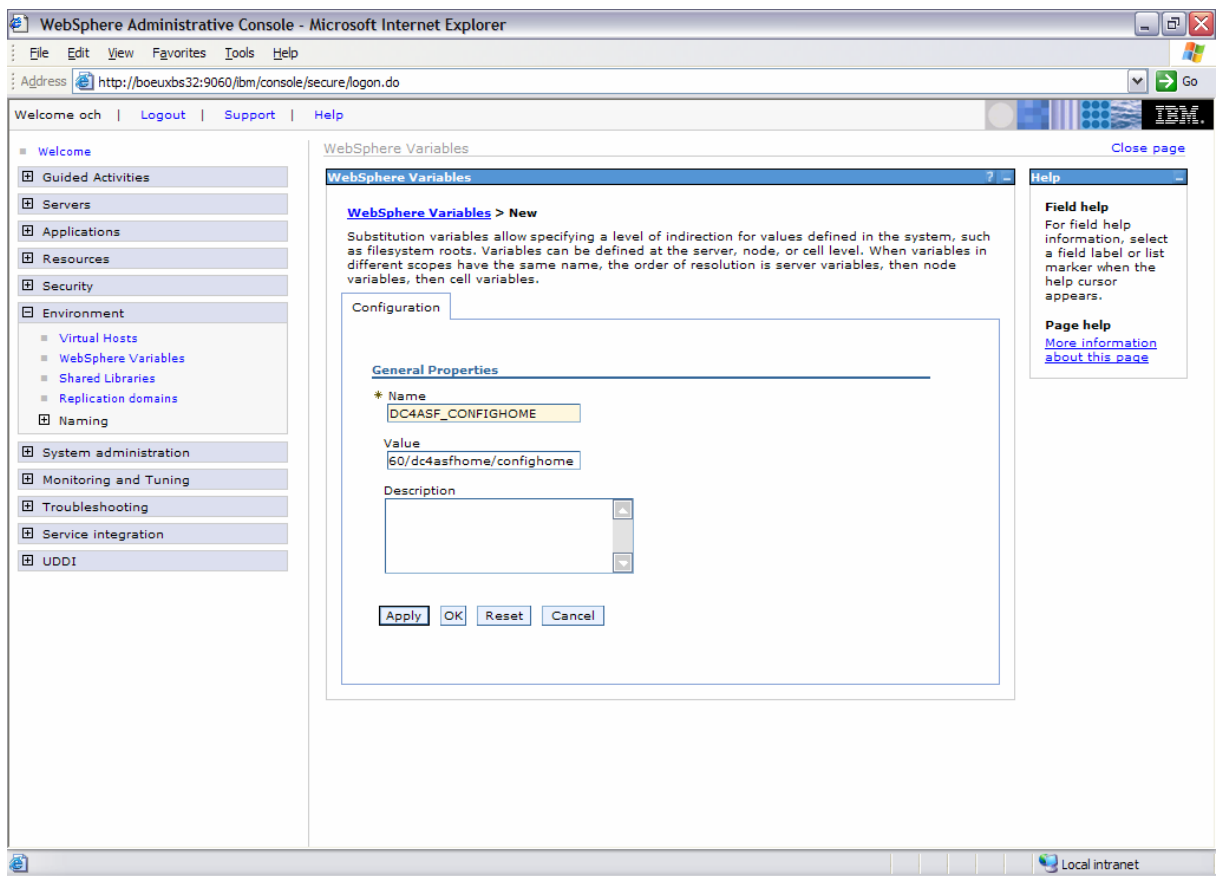 WebSphere Administrative Console - Microsoft Internet Explorer
File Edit View Favorites Tools Help
Address http://boeuxbs32:9060/ibm/console/secure/logon.do Go
Welcome och | Logout | Support | Help
IBM.
Welcome
Guided Activities
Servers
Applications
Resources
Security
Environment
Virtual Hosts
WebSphere Variables
Shared Libraries
Replication domains
Naming
System administration
Monitoring and Tuning
Troubleshooting
Service integration
UDDI
WebSphere Variables
Close page
WebSphere Variables ? _
WebSphere Variables > New
Substitution variables allow specifying a level of indirection for values defined in the system, such
as filesystem roots. Variables can be defined at the server, node, or cell level. When variables in
different scopes have the same name, the order of resolution is server variables, then node
variables, then cell variables.
Configuration
General Properties
* Name
DC4ASF_CONFIGHOME
Value
60/dc4asfhome/confighome
Description
Apply OK Reset Cancel
Help
Field help
For field help
information, select
a field label or list
marker when the
help cursor
appears.
Page help
More information
about this page
Local intranet